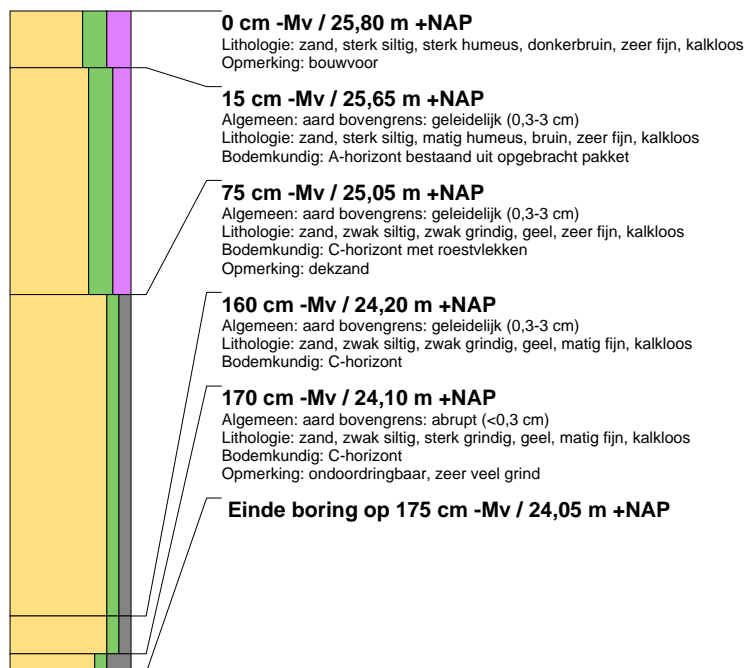 0 cm -Mv / 25,80 m +NAP
Lithologie: zand, sterk siltig, sterk humeus, donkerbruin, zeer fijn, kalkloos
Opmerking: bouwvoor
15 cm -Mv / 25,65 m +NAP
Algemeen: aard bovengrens: geleidelijk (0,3-3 cm)
Lithologie: zand, sterk siltig, matig humeus, bruin, zeer fijn, kalkloos
Bodemkundig: A-horizont bestaand uit opgebracht pakket
75 cm -Mv / 25,05 m +NAP
Algemeen: aard bovengrens: geleidelijk (0,3-3 cm)
Lithologie: zand, zwak siltig, zwak grindig, geel, zeer fijn, kalkloos
Bodemkundig: C-horizont met roestvlekken
Opmerking: dekzand
160 cm -Mv / 24,20 m +NAP
Algemeen: aard bovengrens: geleidelijk (0,3-3 cm)
Lithologie: zand, zwak siltig, zwak grindig, geel, matig fijn, kalkloos
Bodemkundig: C-horizont
170 cm -Mv / 24,10 m +NAP
Algemeen: aard bovengrens: abrupt (<0,3 cm)
Lithologie: zand, zwak siltig, sterk grindig, geel, matig fijn, kalkloos
Bodemkundig: C-horizont
Opmerking: ondoordringbaar, zeer veel grind
Einde boring op 175 cm -Mv / 24,05 m +NAP